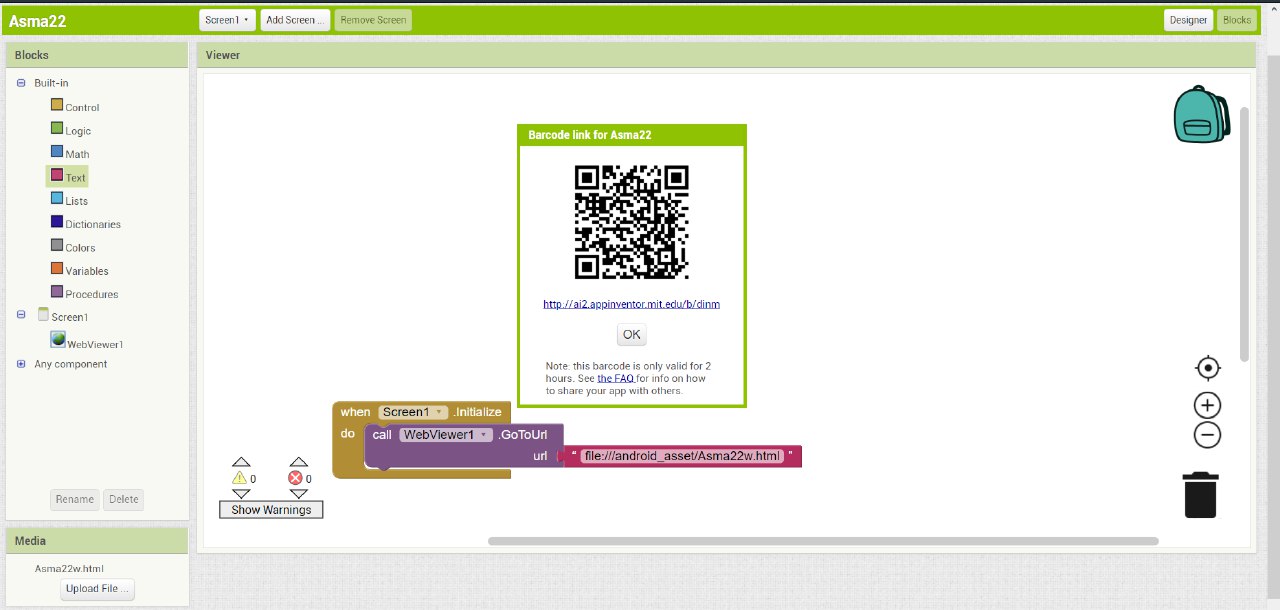 Asma22
Screen1
Add Screen ...
Remove Screen
Designer
Blocks
Blocks
Built-in
Control
Logic
Math
Text
Lists
Dictionaries
Colors
Variables
Procedures
Screen1
WebViewer1
Any component
Rename
Delete
Media
Asma22w.html
Upload File ...
Viewer
Barcode link for Asma22
http://ai2.appinventor.mit.edu/b/dinm
OK
Note: this barcode is only valid for 2
hours. See the FAQ for info on how
to share your app with others.
when Screen1 .Initialize
do call WebViewer1 .GoToUrl
url " file:///android_asset/Asma22w.html "
0 0
Show Warnings